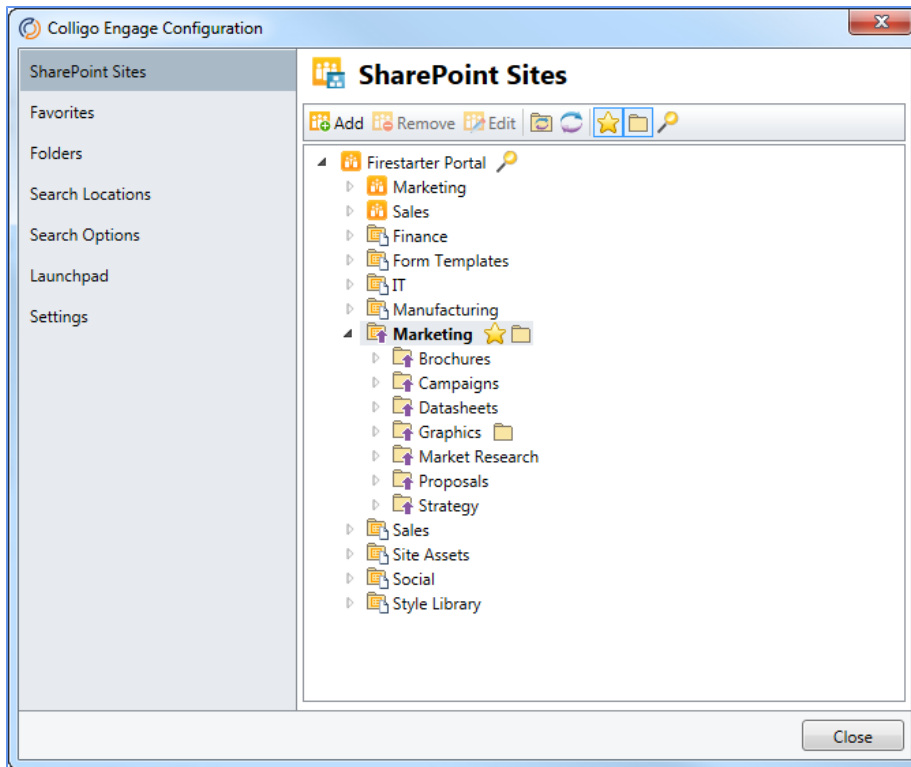 Colligo Engage Configuration
SharePoint Sites
Favorites
Folders
Search Locations
Search Options
Launchpad
Settings
SharePoint Sites
Add Remove Edit
Firestarter Portal
Marketing
Sales
Finance
Form Templates
IT
Manufacturing
Marketing
Brochures
Campaigns
Datasheets
Graphics
Market Research
Proposals
Strategy
Sales
Site Assets
Social
Style Library
Close